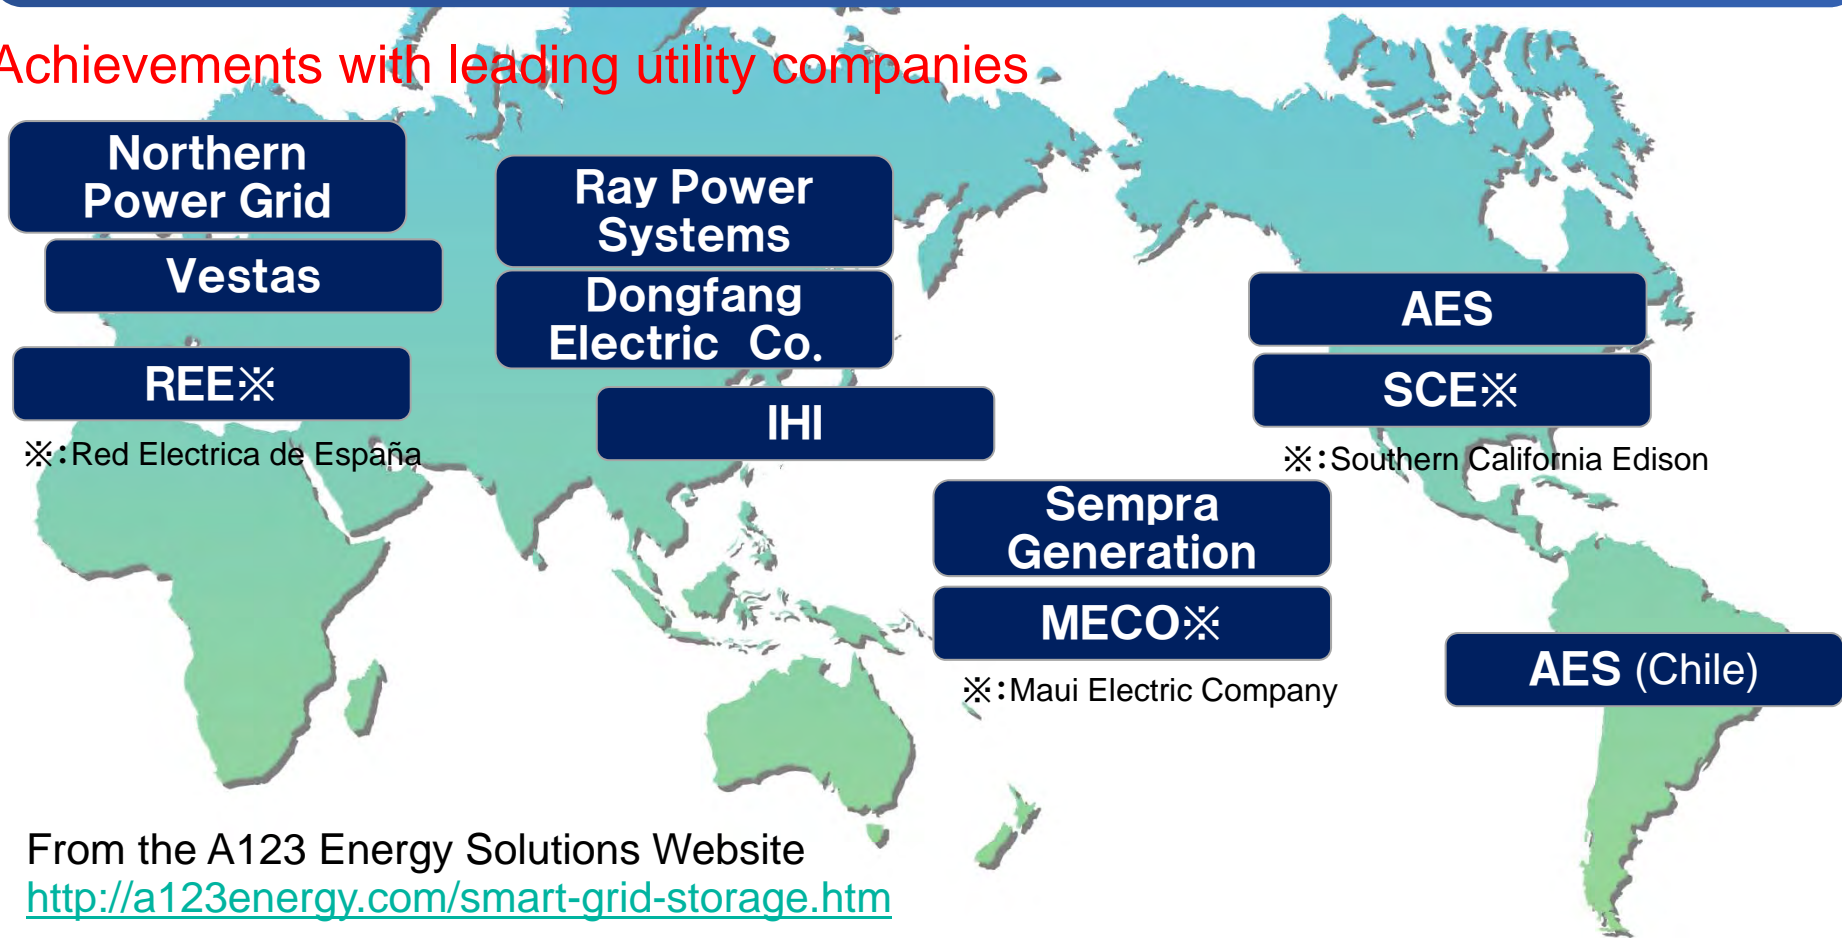 Achievements with leading utility companies
Northern
Power Grid
Vestas
REE※
※:Red Electrica de España
Ray Power
Systems
Dongfang
Electric Co.
IHI
AES
SCE※
※:Southern California Edison
Sempra
Generation
MECO※
※:Maui Electric Company
AES (Chile)
From the A123 Energy Solutions Website
http://a123energy.com/smart-grid-storage.htm